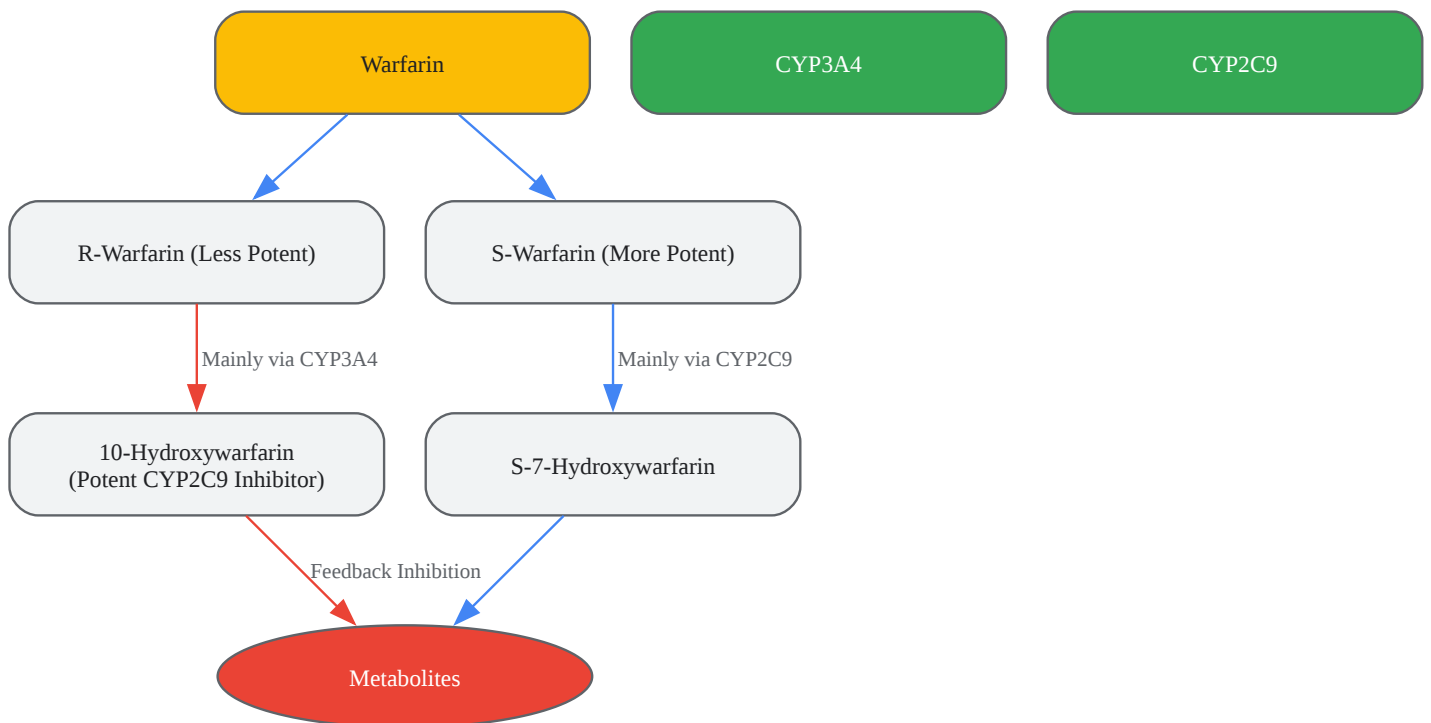 Warfarin
CYP3A4
CYP2C9
R-Warfarin (Less Potent)
S-Warfarin (More Potent)
Mainly via CYP3A4
Mainly via CYP2C9
10-Hydroxywarfarin
(Potent CYP2C9 Inhibitor)
S-7-Hydroxywarfarin
Feedback Inhibition
Metabolites